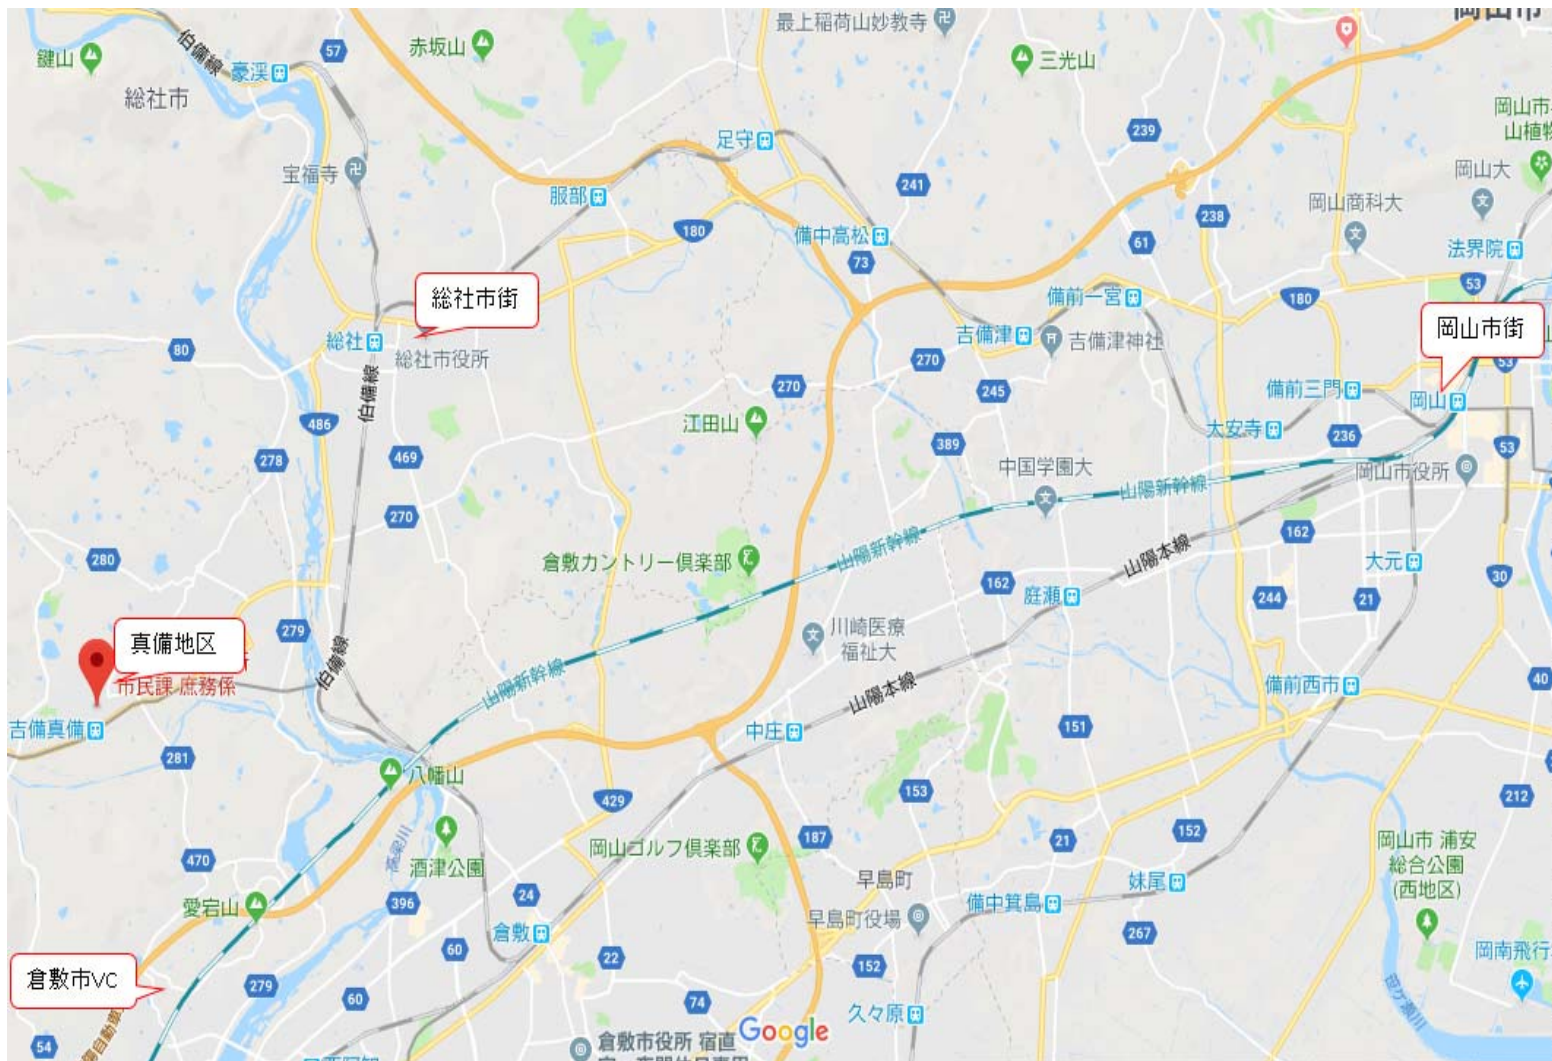 岡山市
最上稲荷山妙教寺
伯備線
57
赤坂山
鍵山
三光山
豪渓
総社市
岡山市
山植物
239
足守
宝福寺
岡山大
服部
241
岡山商科大
238
180
備中高松
61
法界院
73
53
総社市街
備前一宮
180
岡山市街
総社
吉備津
吉備津神社
80
総社市役所
270
53
伯備線
270
245
備前三門
岡山
486
江田山
大安寺
236
389
53
278
469
中国学園大
岡山市役所
山陽新幹線
270
162
280
倉敷カントリー倶楽部
山陽新幹線
山陽本線
大元
162
30
庭瀬
244
21
279
川崎医療
福祉大
真備地区
伯備線
市民課 庶務係
山陽新幹線
山陽本線
備前西市
40
吉備真備
中庄
151
281
八幡山
429
153
212
高梁川
187
152
岡山ゴルフ倶楽部
21
岡山市 浦安
総合公園
(西地区)
470
酒津公園
早島町
妹尾
24
396
備中箕島
愛宕山
早島町役場
倉敷
267
60
岡南飛行
倉敷市VC
22
152
279
60
74
久々原
笹ヶ瀬川
54
Google
倉敷市役所 宿直